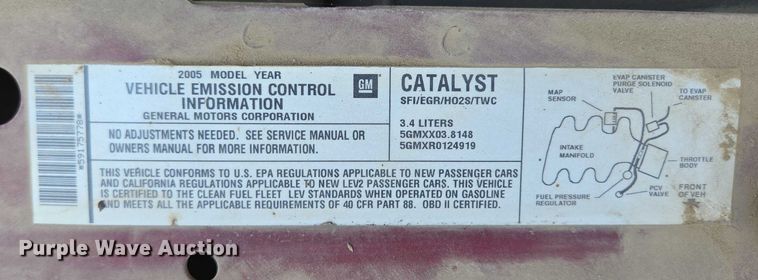 *59175778*
2005 MODEL YEAR
VEHICLE EMISSION CONTROL
INFORMATION
GENERAL MOTORS CORPORATION
GM
NO ADJUSTMENTS NEEDED. SEE SERVICE MANUAL OR
OWNERS MANUAL FOR MORE INFORMATION.
CATALYST
SFI/EGR/HO2S/TWC
3.4 LITERS
5GMXX03.8148
5GMXR0124919
THIS VEHICLE CONFORMS TO U.S. EPA REGULATIONS APPLICABLE TO NEW PASSENGER CARS
AND CALIFORNIA REGULATIONS APPLICABLE TO NEW LEV2 PASSENGER CARS. THIS VEHICLE
IS CERTIFIED TO THE CLEAN FUEL FLEET LEV STANDARDS WHEN OPERATED ON GASOLINE
AND MEETS ALL THE APPLICABLE REQUIREMENTS OF 40 CFR PART 88. OBD II CERTIFIED.
MAP
SENSOR
EVAP CANISTER
PURGE SOLENOID
VALVE
TO EVAP
CANISTER
INTAKE
MANIFOLD
THROTTLE
BODY
FUEL PRESSURE
REGULATOR
PCV
VALVE
FRONT
OF VEH
Purple Wave Auction